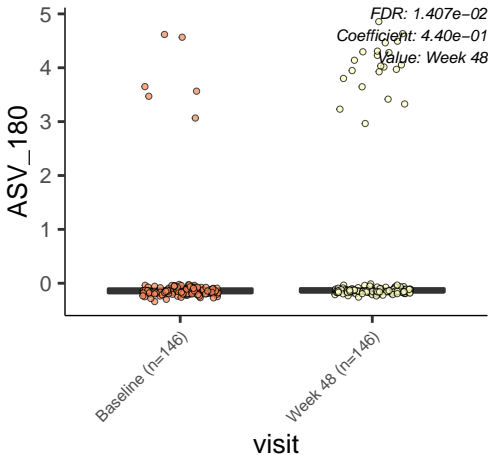 FDR: 1.407e−02
Coefficient: 4.40e−01
Value: Week 48
5
4
3
2
1
0
ASV_180
Baseline (n=146)
Week 48 (n=146)
visit